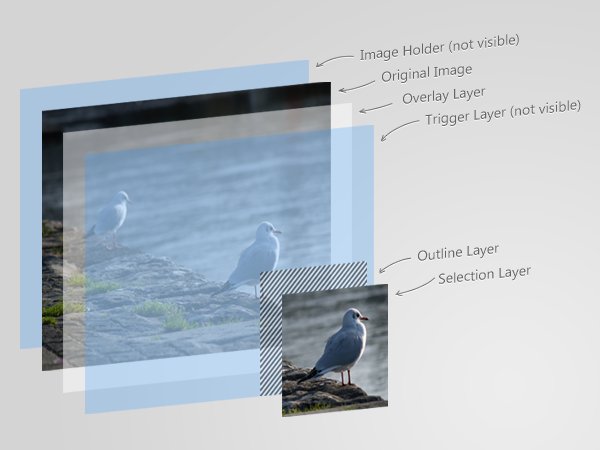 Image Holder (not visible)
Original Image
Overlay Layer
Trigger Layer (not visible)
Outline Layer
Selection Layer